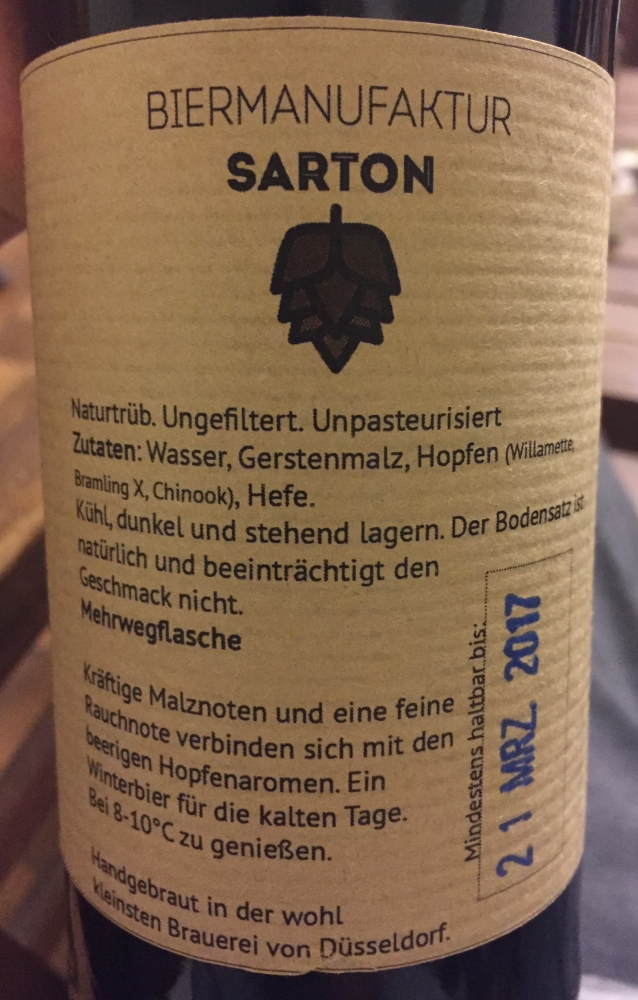 BIERMANUFAKTUR
SARTON
Naturtrüb. Ungefiltert. Unpasteurisiert
Zutaten: Wasser, Gerstenmalz, Hopfen (Willamette,
Bramling X, Chinook), Hefe.
Kühl, dunkel und stehend lagern. Der Bodensatz ist
natürlich und beeinträchtigt den
Geschmack nicht.
Mehrwegflasche
Kräftige Malznoten und eine feine
Rauchnote verbinden sich mit den
beerigen Hopfenaromen. Ein
Winterbier für die kalten Tage.
Bei 8-10°C zu genießen.
Mindestens haltbar bis:
21 MRZ. 2017
Handgebraut in der wohl
kleinsten Brauerei von Düsseldorf.